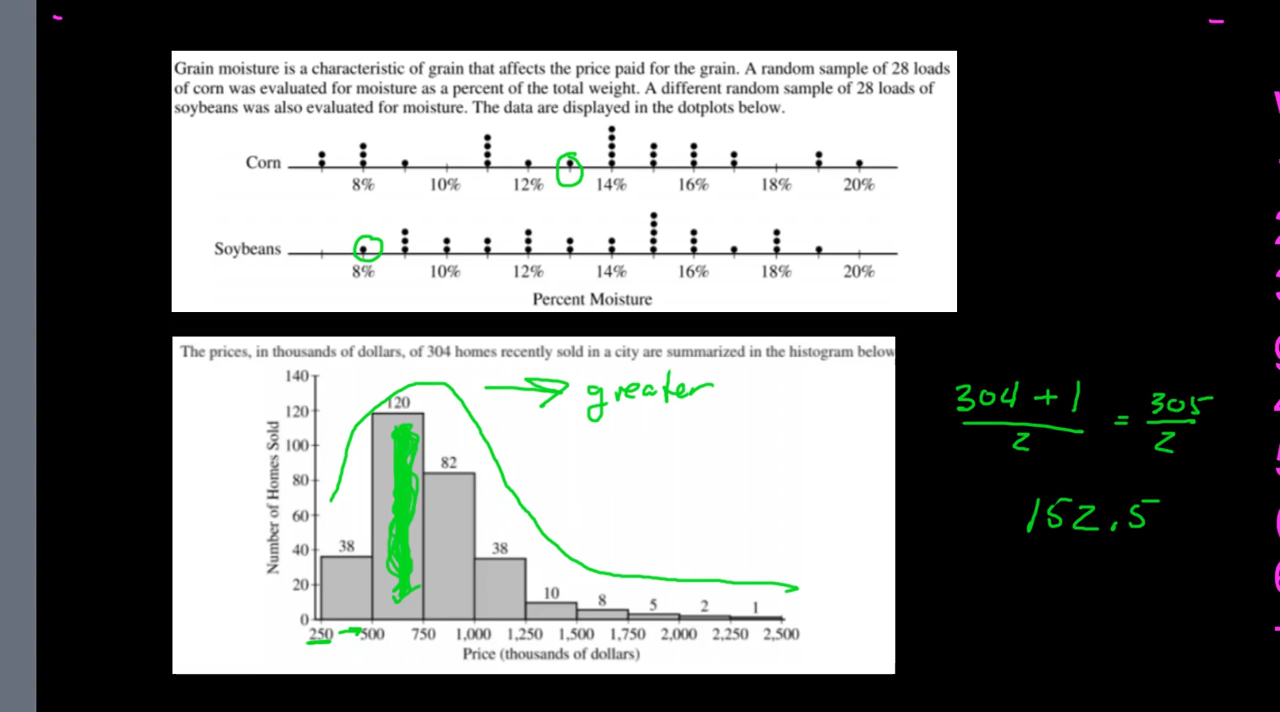 Grain moisture is a characteristic of grain that affects the price paid for the grain. A random sample of 28 loads
of corn was evaluated for moisture as a percent of the total weight. A different random sample of 28 loads of
soybeans was also evaluated for moisture. The data are displayed in the dotplots below.
Corn
8% 10% 12% 14% 16% 18% 20%
Soybeans
8% 10% 12% 14% 16% 18% 20%
Percent Moisture
The prices, in thousands of dollars, of 304 homes recently sold in a city are summarized in the histogram below
Number of Homes Sold
140
120
100
80
60
40
20
0
38 120 82 38 10 8 5 2 1
250 500 750 1,000 1,250 1,500 1,750 2,000 2,250 2,500
Price (thousands of dollars)
greater
304 + 1 = 305
2 2
152.5